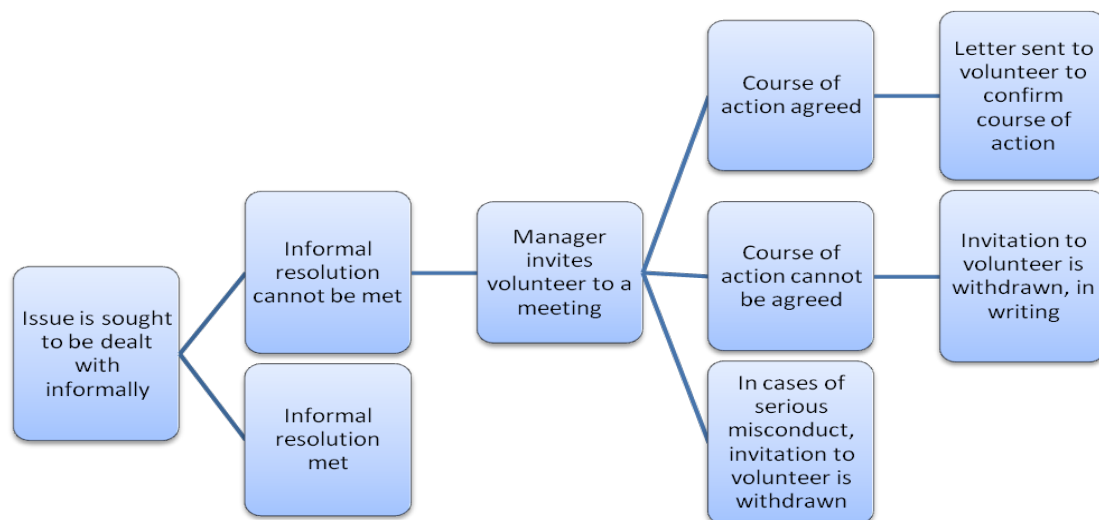 Issue is sought
to be dealt
with
informally
Informal
resolution
cannot be met
Informal
resolution
met
Manager
invites
volunteer to a
meeting
Course of
action agreed
Letter sent to
volunteer to
confirm
course of
action
Course of
action cannot
be agreed
Invitation to
volunteer is
withdrawn, in
writing
In cases of
serious
misconduct,
invitation to
volunteer is
withdrawn